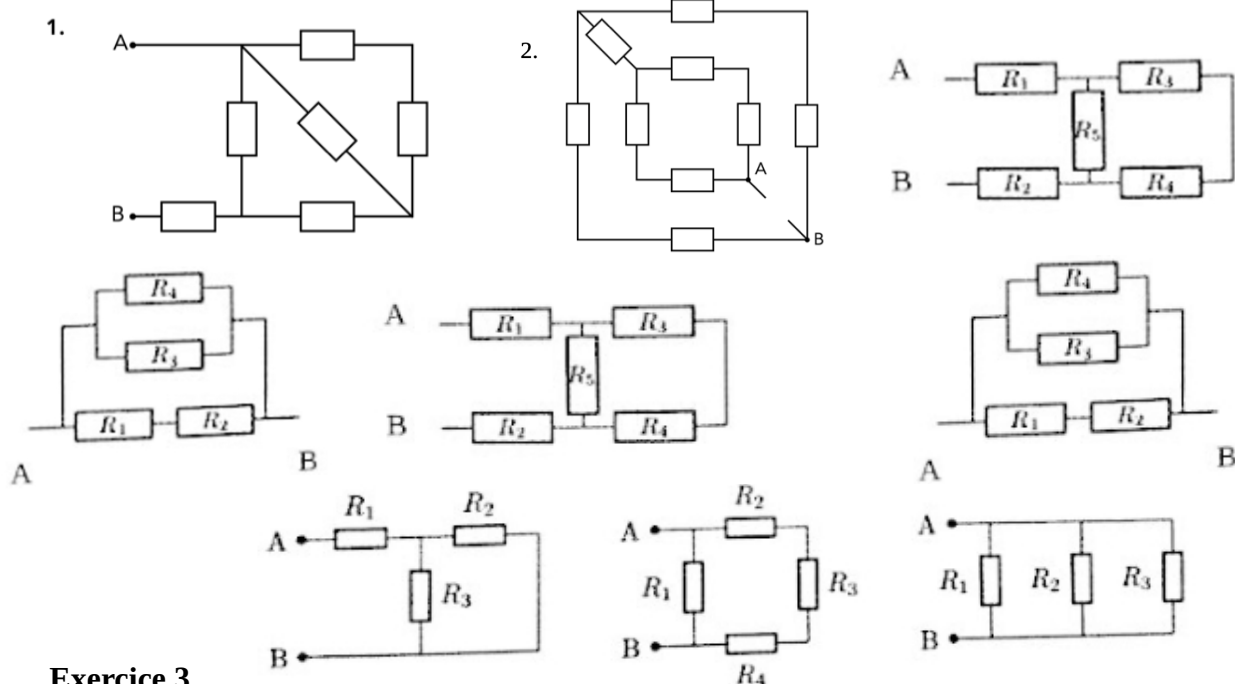 1.
A
B
2.
A
B
A
R₁ R₃
R₅
B
R₂ R₄
R₄
R₃
R₁ R₂
A B
A
R₁ R₃
R₅
B
R₂ R₄
R₄
R₃
R₁ R₂
A B
R₁ R₂
A
R₃
B
R₂
A
R₁ R₃
B
R₄
A
R₁ R₂ R₃
B
Exercice 3